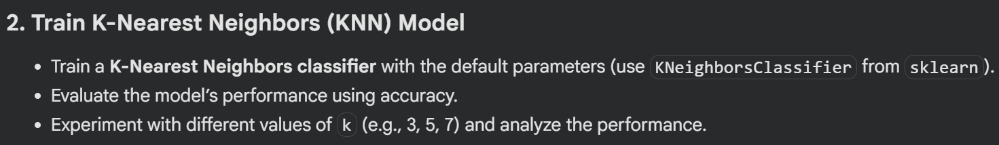 2. Train K-Nearest Neighbors (KNN) Model
• Train a K-Nearest Neighbors classifier with the default parameters (use KNeighborsClassifier from sklearn).
• Evaluate the model’s performance using accuracy.
• Experiment with different values of k (e.g., 3, 5, 7) and analyze the performance.